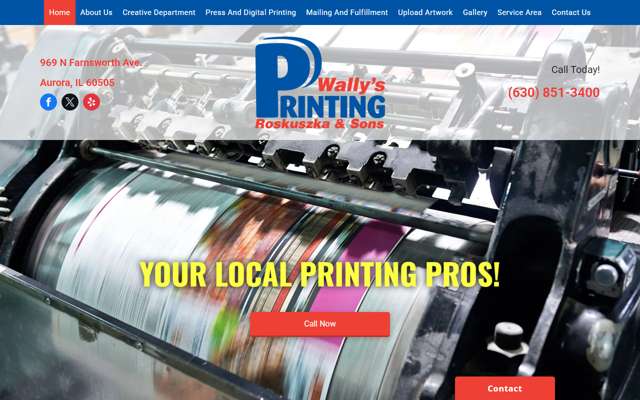 Home About Us Creative Department Press And Digital Printing Mailing And Fulfillment Upload Artwork Gallery Service Area Contact Us
969 N Farnsworth Ave.
Aurora, IL 60505
Wally's
PRINTING
Roskuszka & Sons
Call Today!
(630) 851-3400
YOUR LOCAL PRINTING PROS!
Call Now
Contact